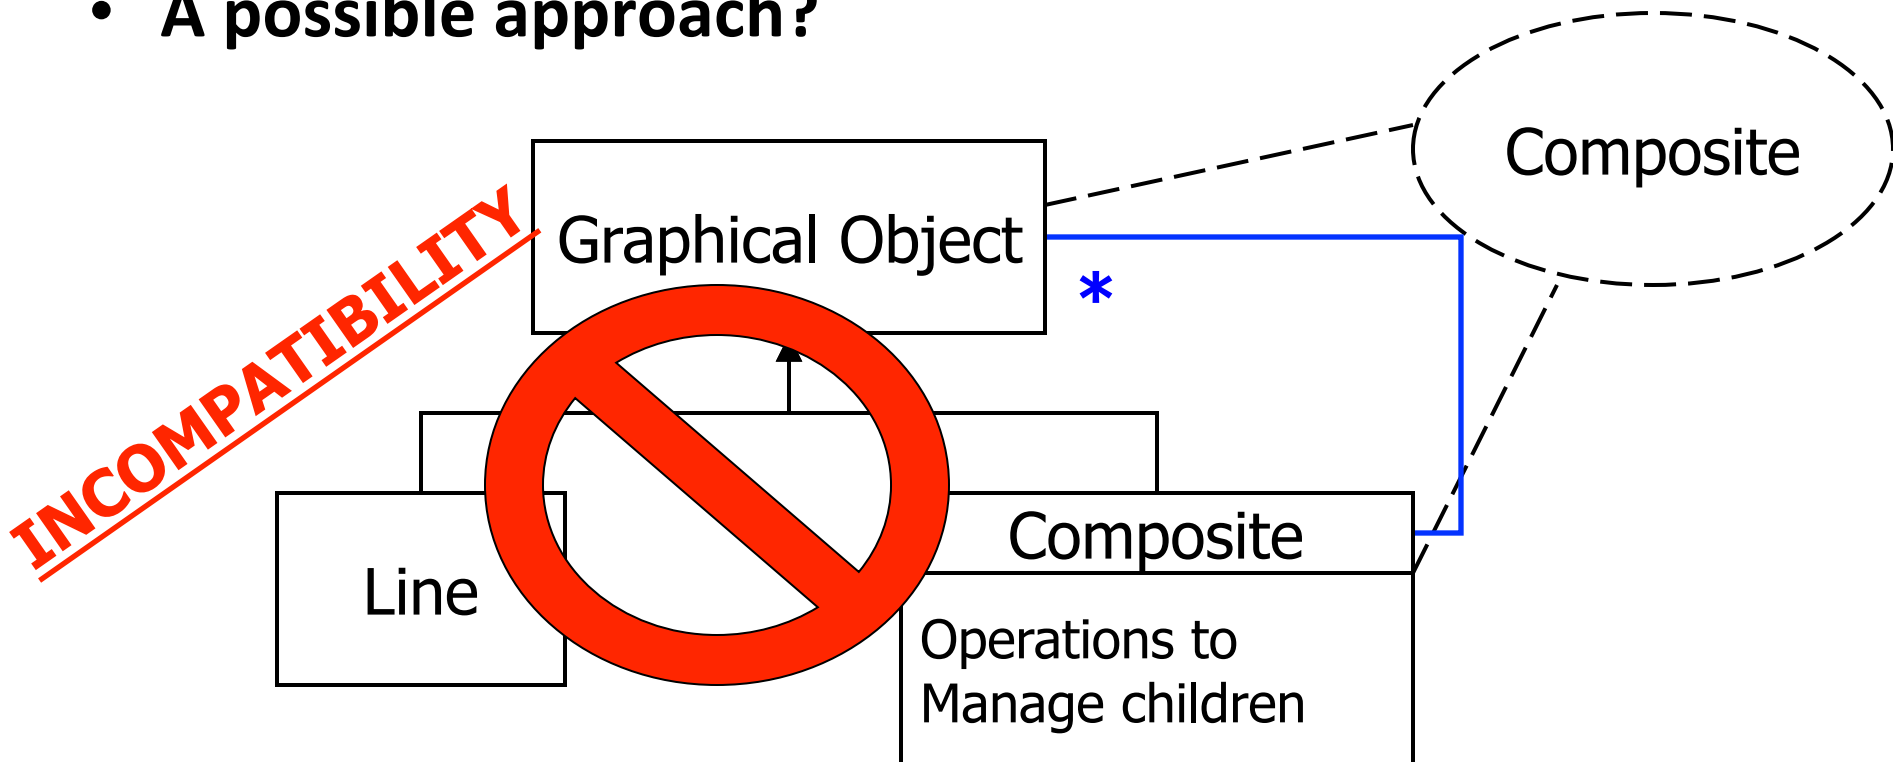 • A possible approach?
Composite
Graphical Object
INCOMPATIBILITY
*
Composite
Line
Operations to
Manage children